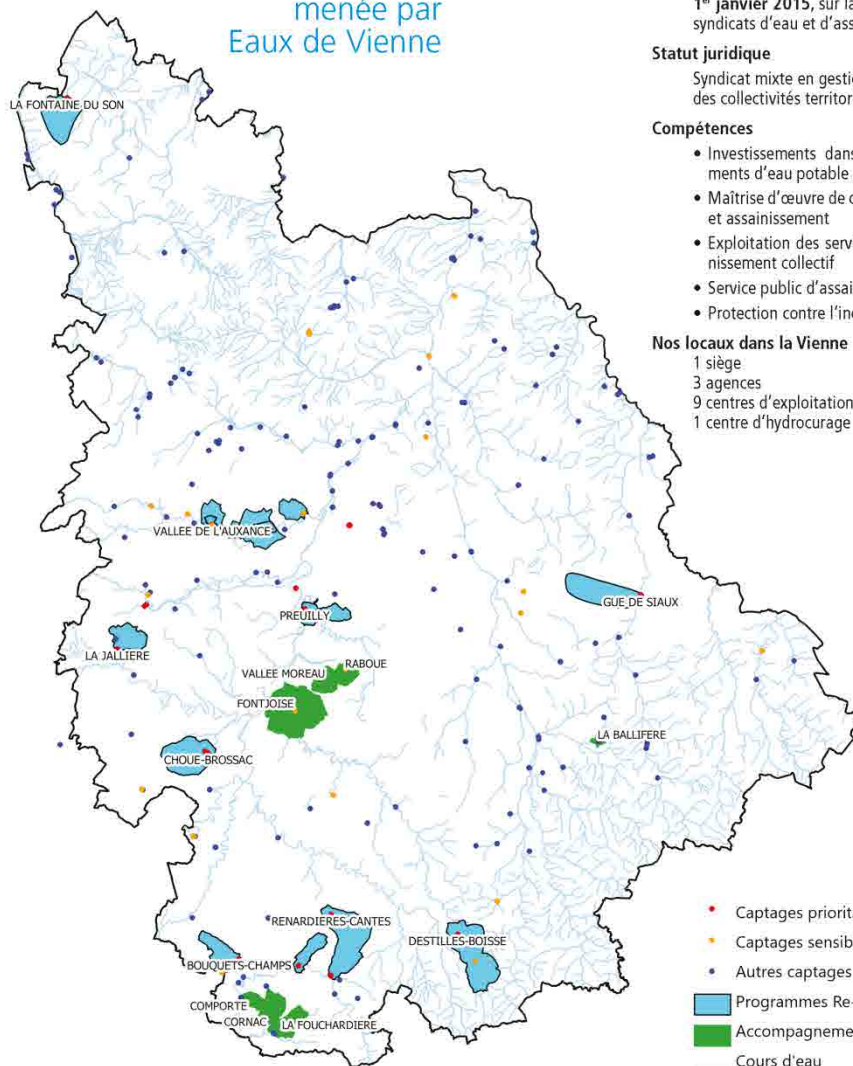 menée par
Eaux de Vienne
1er janvier 2015, sur la
syndicats d'eau et d'ass
Statut juridique
Syndicat mixte en gestio
des collectivités territor
Compétences
• Investissements dans
ments d'eau potable
• Maîtrise d'œuvre de c
et assainissement
• Exploitation des serv
nissement collectif
• Service public d'assai
• Protection contre l'in
Nos locaux dans la Vienne
1 siège
3 agences
9 centres d'exploitation
1 centre d'hydrocurage
LA FONTAINE DU SON
VALLEE DE L'AUXANCE
GUE DE SIAUX
PREUILLY
LA JALLIERE
RABOUE
VALLEE MOREAU
FONTJOISE
LA BALLIFERE
CHOUE-BROSSAC
RENARDIERES-CANTES
DESTILLES-BOISSE
BOUQUETS-CHAMPS
COMPORTE
CORNAC
LA FOUCHARDIERE
Captages priorit
Captages sensib
Autres captages
Programmes Re-
Accompagneme
Cours d'eau